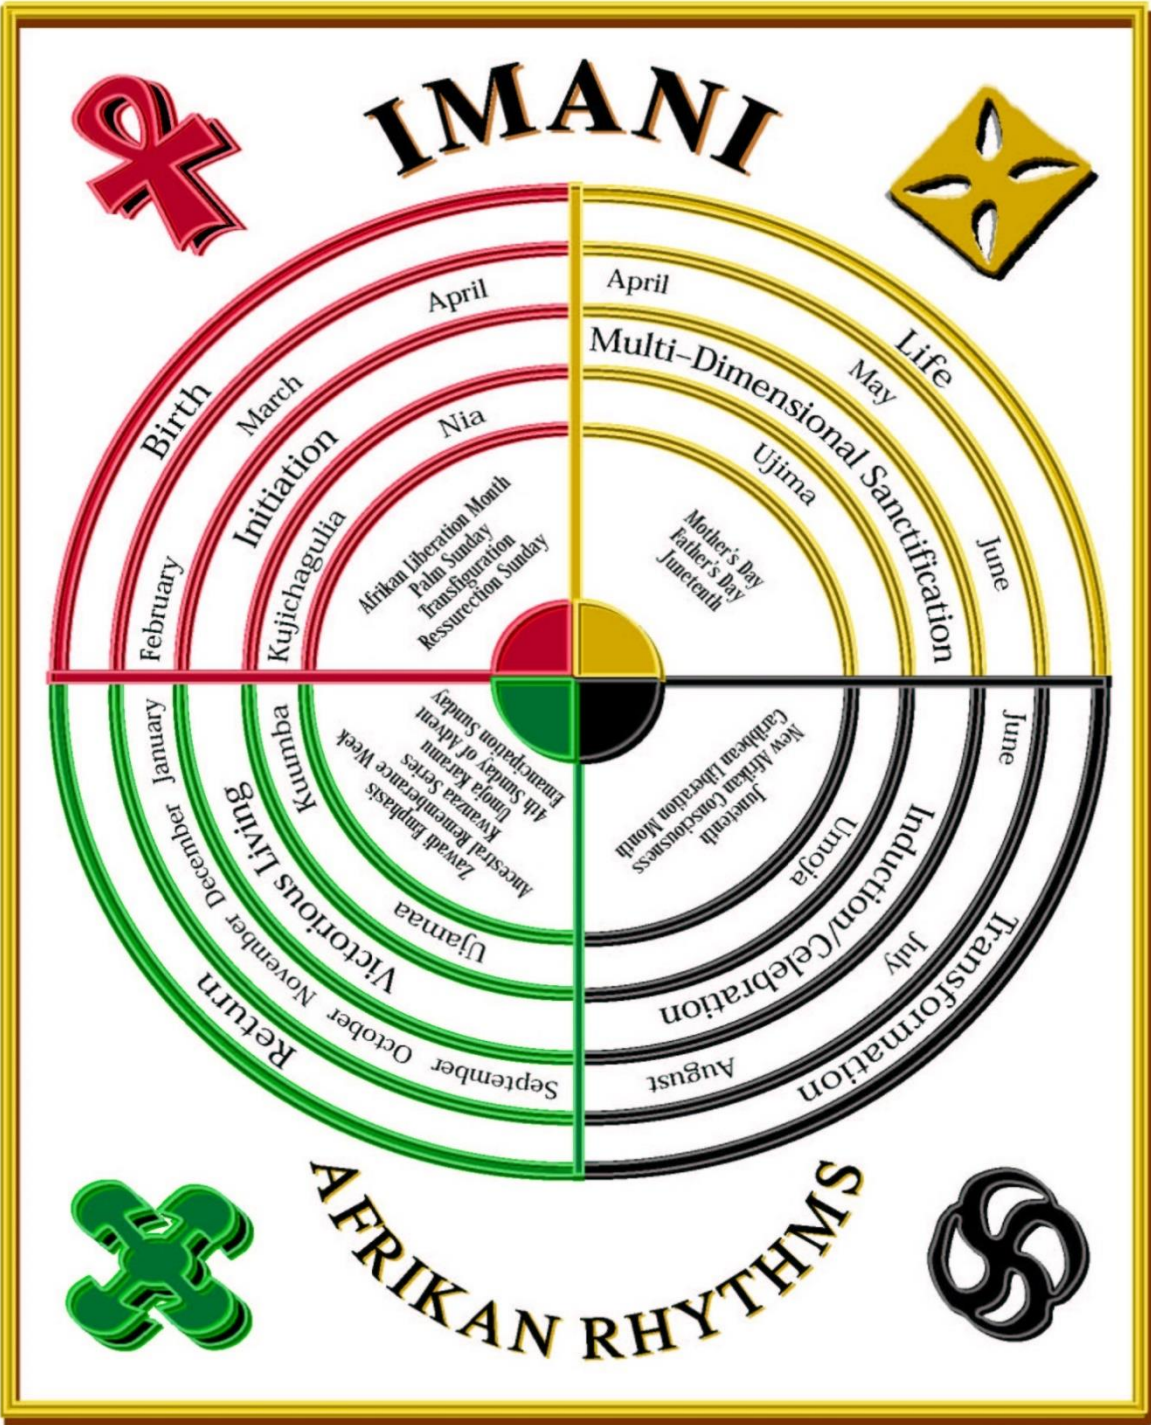 IMANI
Birth
February
March
April
Initiation
Kujichagulia
Nia
Afrikan Liberation Month
Palm Sunday
Transfiguration
Ressurection Sunday
Life
April
May
June
Multi-Dimensional Sanctification
Ujima
Mother's Day
Father's Day
Juneteenth
Transformation
June
July
August
Induction/Celebration
Umoja
New Afrikan Consciousness
Caribbean Liberation Month
Juneteenth
Return
September
October
November
December
January
Victorious Living
Ujamaa
Kuumba
Ancestral Rememberance Week
Zawadi Emphasis
Kwanzaa Series
Umoja Karamu
4th Sunday of Advent
Emancipation Sunday
AFRIKAN RHYTHMS